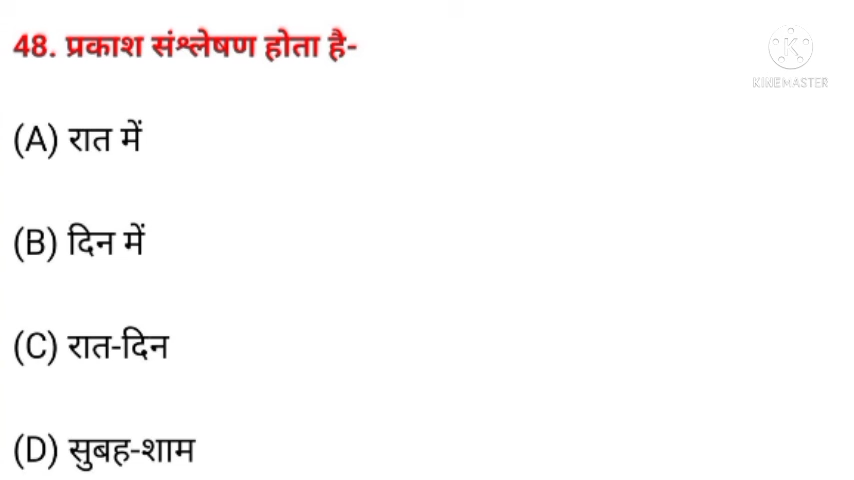 48. प्रकाश संश्लेषण होता है-
KINEMASTER
(A) रात में
(B) दिन में
(C) रात-दिन
(D) सुबह-शाम